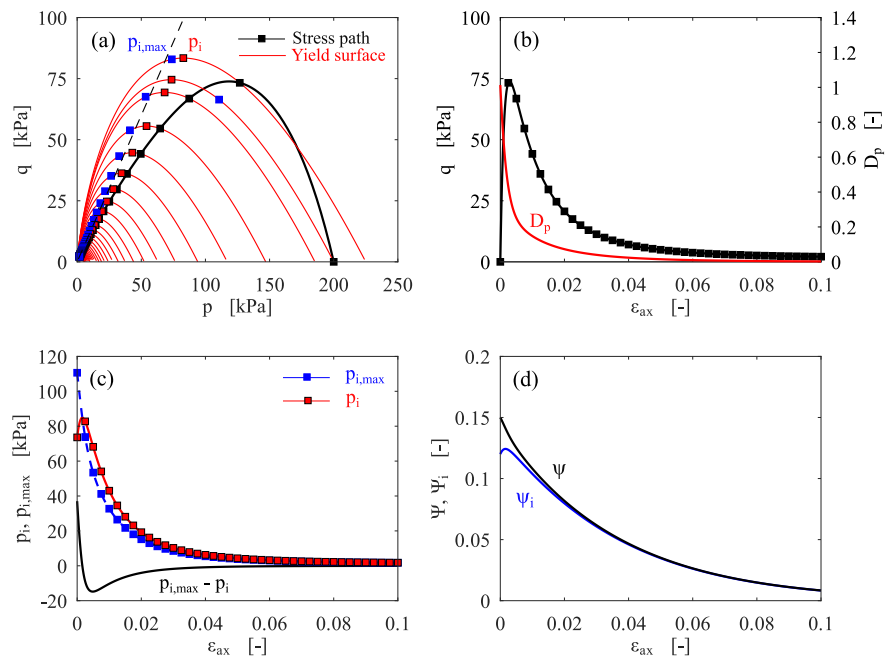 (a)
p_i,max
p_i
Stress path
Yield surface
100
75
50
25
0
q [kPa]
0 50 100 150 200 250
p [kPa]
(b)
100
75
50
25
0
q [kPa]
D_p
1.4
1.2
1
0.8
0.6
0.4
0.2
0
D_p [-]
0 0.02 0.04 0.06 0.08 0.1
ε_ax [-]
(c)
p_i,max
p_i
120
100
80
60
40
20
0
-20
p_i, p_i,max [kPa]
p_i,max - p_i
0 0.02 0.04 0.06 0.08 0.1
ε_ax [-]
(d)
0.2
0.15
0.1
0.05
0
Ψ, Ψ_i [-]
ψ
ψ_i
0 0.02 0.04 0.06 0.08 0.1
ε_ax [-]